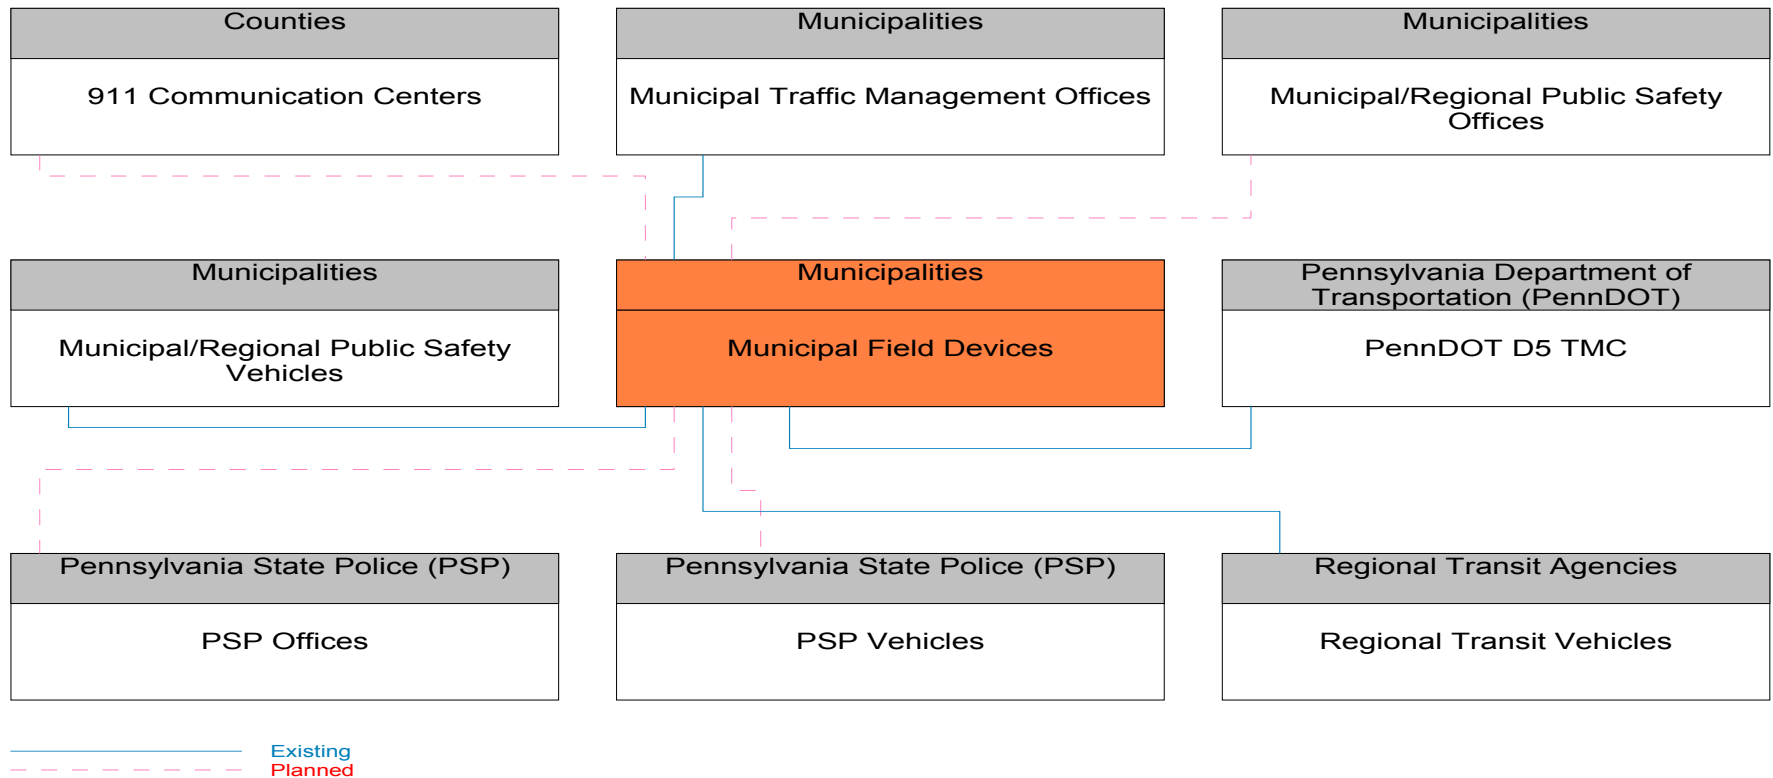 Counties
911 Communication Centers
Municipalities
Municipal Traffic Management Offices
Municipalities
Municipal/Regional Public Safety
Offices
Municipalities
Municipal/Regional Public Safety
Vehicles
Municipalities
Municipal Field Devices
Pennsylvania Department of
Transportation (PennDOT)
PennDOT D5 TMC
Pennsylvania State Police (PSP)
PSP Offices
Pennsylvania State Police (PSP)
PSP Vehicles
Regional Transit Agencies
Regional Transit Vehicles
Existing
Planned